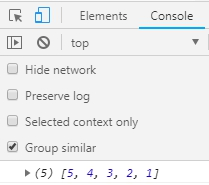 Elements Console
top
Hide network
Preserve log
Selected context only
Group similar
(5) [5, 4, 3, 2, 1]